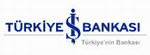 TÜRKİYE İŞ BANKASI
Türkiye'nin Bankası